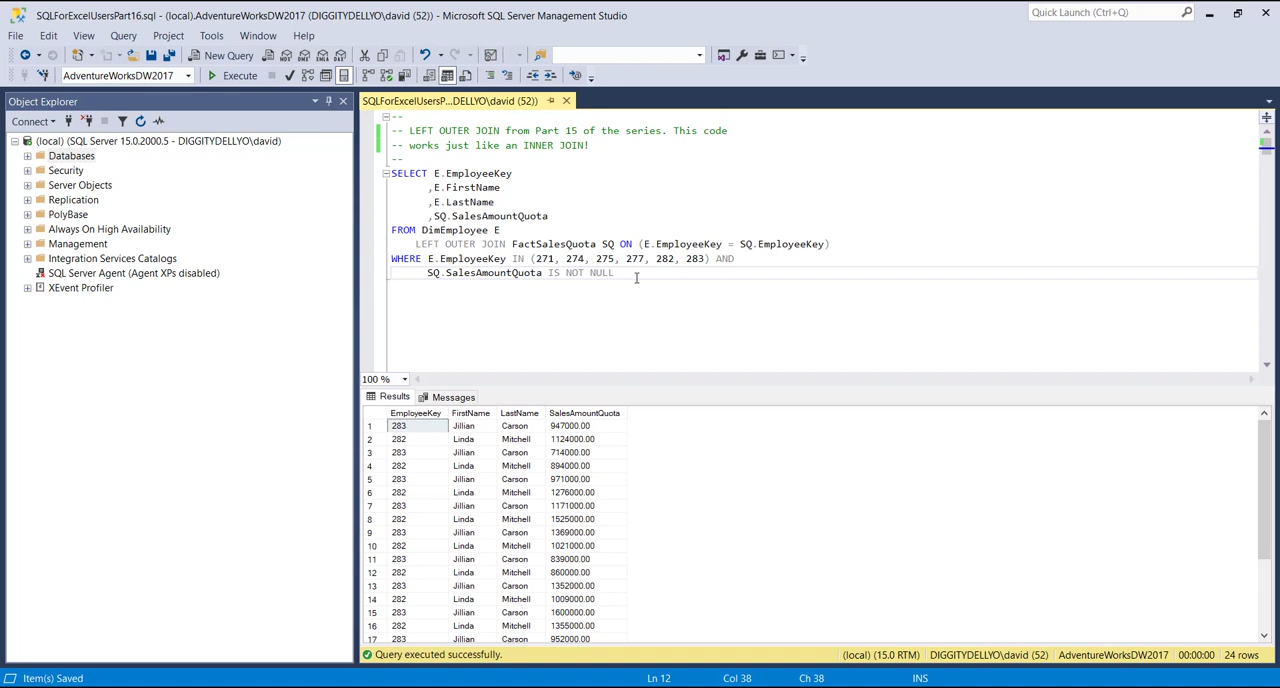 SQLForExcelUsersPart16.sql - (local).AdventureWorksDW2017 (DIGGITYDELLYO\david (52)) - Microsoft SQL Server Management Studio
Quick Launch (Ctrl+Q)
File Edit View Query Project Tools Window Help
New Query
AdventureWorksDW2017 Execute
Object Explorer
Connect
(local) (SQL Server 15.0.2000.5 - DIGGITYDELLYO\david)
Databases
Security
Server Objects
Replication
PolyBase
Always On High Availability
Management
Integration Services Catalogs
SQL Server Agent (Agent XPs disabled)
XEvent Profiler
SQLForExcelUsersP...DELLYO\david (52))
--
-- LEFT OUTER JOIN from Part 15 of the series. This code
-- works just like an INNER JOIN!
--
SELECT E.EmployeeKey
,E.FirstName
,E.LastName
,SQ.SalesAmountQuota
FROM DimEmployee E
LEFT OUTER JOIN FactSalesQuota SQ ON (E.EmployeeKey = SQ.EmployeeKey)
WHERE E.EmployeeKey IN (271, 274, 275, 277, 282, 283) AND
SQ.SalesAmountQuota IS NOT NULL
100 %
Results Messages
EmployeeKey FirstName LastName SalesAmountQuota
1 283 Jillian Carson 947000.00
2 282 Linda Mitchell 1124000.00
3 283 Jillian Carson 714000.00
4 282 Linda Mitchell 894000.00
5 283 Jillian Carson 971000.00
6 282 Linda Mitchell 1276000.00
7 283 Jillian Carson 1171000.00
8 282 Linda Mitchell 1525000.00
9 283 Jillian Carson 1369000.00
10 282 Linda Mitchell 1021000.00
11 283 Jillian Carson 839000.00
12 282 Linda Mitchell 860000.00
13 283 Jillian Carson 1352000.00
14 282 Linda Mitchell 1009000.00
15 283 Jillian Carson 1600000.00
16 282 Linda Mitchell 1355000.00
17 283 Jillian Carson 952000.00
Query executed successfully. (local) (15.0 RTM) DIGGITYDELLYO\david (52) AdventureWorksDW2017 00:00:00 24 rows
Item(s) Saved Ln 12 Col 38 Ch 38 INS